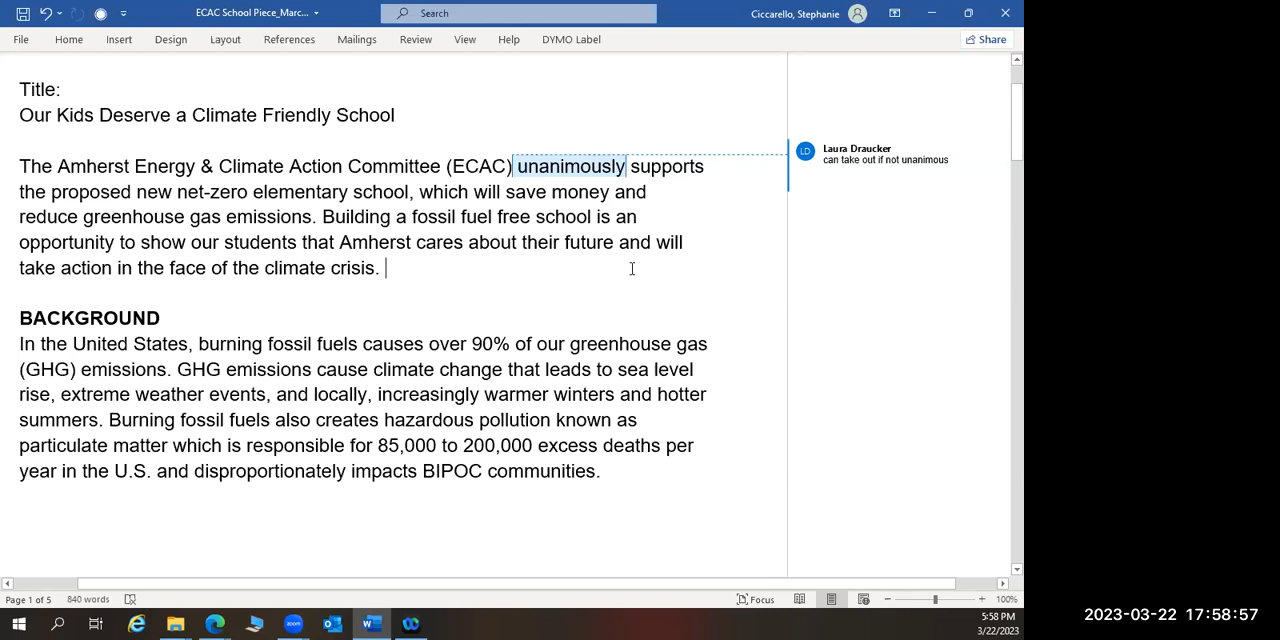 ECAC School Piece_Marc...
Search
Ciccarello, Stephanie
File Home Insert Design Layout References Mailings Review View Help DYMO Label
Share
Title:
Our Kids Deserve a Climate Friendly School
The Amherst Energy & Climate Action Committee (ECAC) unanimously supports
the proposed new net-zero elementary school, which will save money and
reduce greenhouse gas emissions. Building a fossil fuel free school is an
opportunity to show our students that Amherst cares about their future and will
take action in the face of the climate crisis.
LD Laura Draucker
can take out if not unanimous
BACKGROUND
In the United States, burning fossil fuels causes over 90% of our greenhouse gas
(GHG) emissions. GHG emissions cause climate change that leads to sea level
rise, extreme weather events, and locally, increasingly warmer winters and hotter
summers. Burning fossil fuels also creates hazardous pollution known as
particulate matter which is responsible for 85,000 to 200,000 excess deaths per
year in the U.S. and disproportionately impacts BIPOC communities.
Page 1 of 5 840 words
Focus
100%
zoom
5:58 PM
3/22/2023
2023-03-22 17:58:57